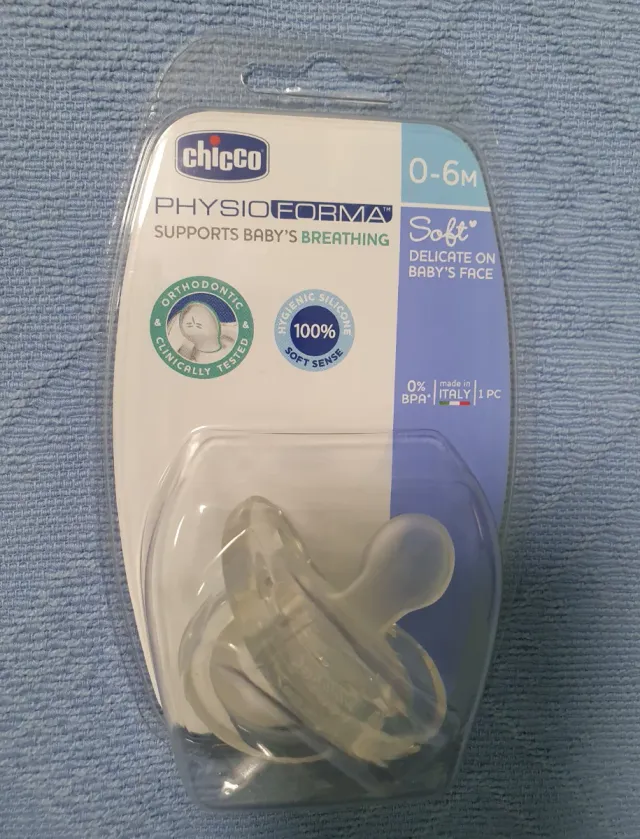 chicco
0-6M
PHYSIOFORMA™
SUPPORTS BABY'S BREATHING
Soft
DELICATE ON
BABY'S FACE
ORTHODONTIC
& CLINICALLY TESTED &
HYGIENIC SILICONE
100%
SOFT SENSE
0%
BPA*
made in
ITALY
1 PC